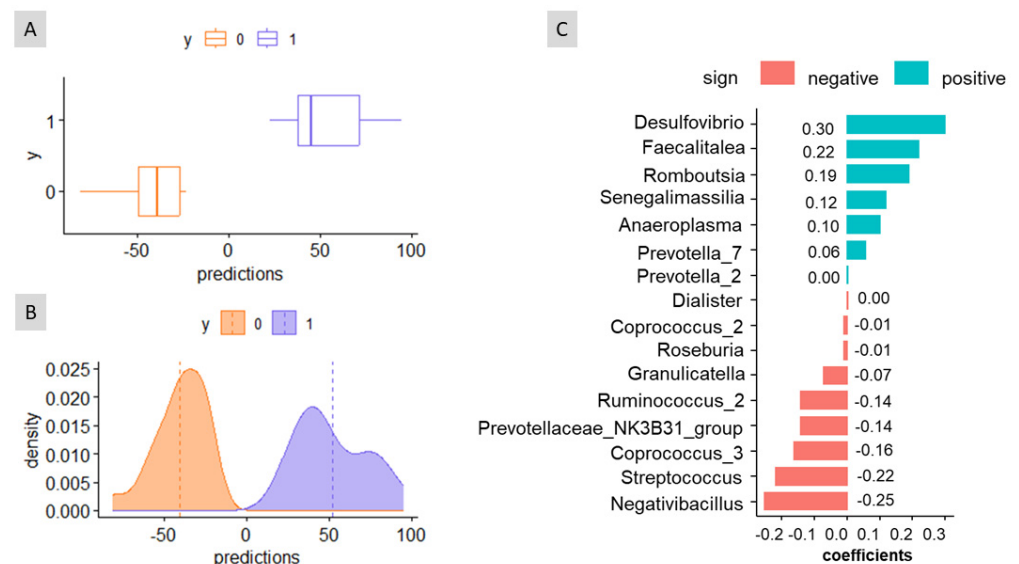 A
y 0 1
y
1
0
-50 0 50 100
predictions
B
y 0 1
density
0.025
0.020
0.015
0.010
0.005
0.000
-50 0 50 100
predictions
C
sign negative positive
Desulfovibrio 0.30
Faecalitalea 0.22
Romboutsia 0.19
Senegalimassilia 0.12
Anaeroplasma 0.10
Prevotella_7 0.06
Prevotella_2 0.00
Dialister 0.00
Coprococcus_2 -0.01
Roseburia -0.01
Granulicatella -0.07
Ruminococcus_2 -0.14
Prevotellaceae_NK3B31_group -0.14
Coprococcus_3 -0.16
Streptococcus -0.22
Negativibacillus -0.25
-0.2 -0.1 0.0 0.1 0.2 0.3
coefficients